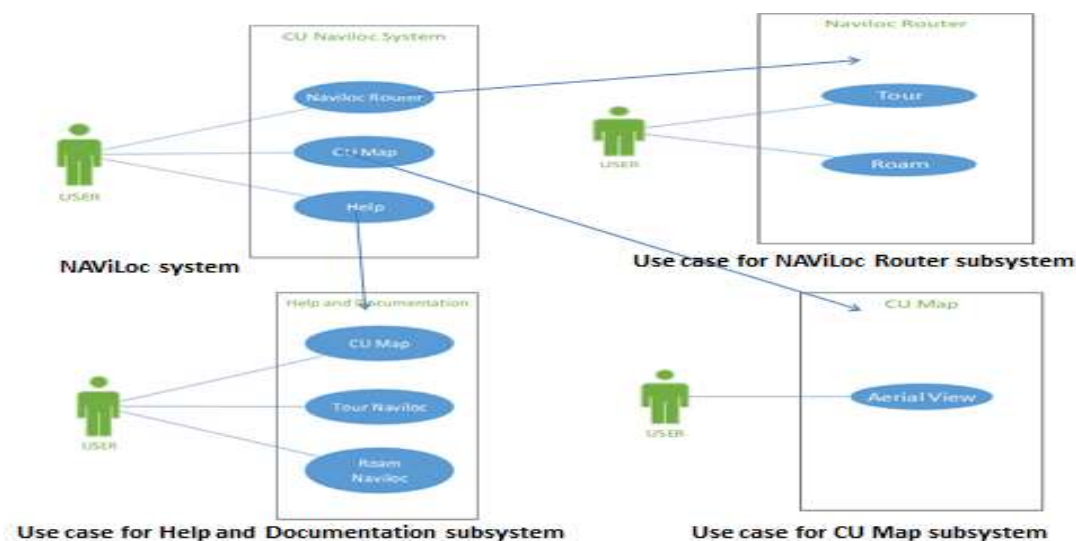 CU Naviloc System
Naviloc Router
CU Map
Help
USER
NAViLoc system
Naviloc Router
Tour
Roam
USER
Use case for NAViLoc Router subsystem
Help and Documentation
CU Map
Tour Naviloc
Roam
Naviloc
USER
Use case for Help and Documentation subsystem
CU Map
Aerial View
USER
Use case for CU Map subsystem